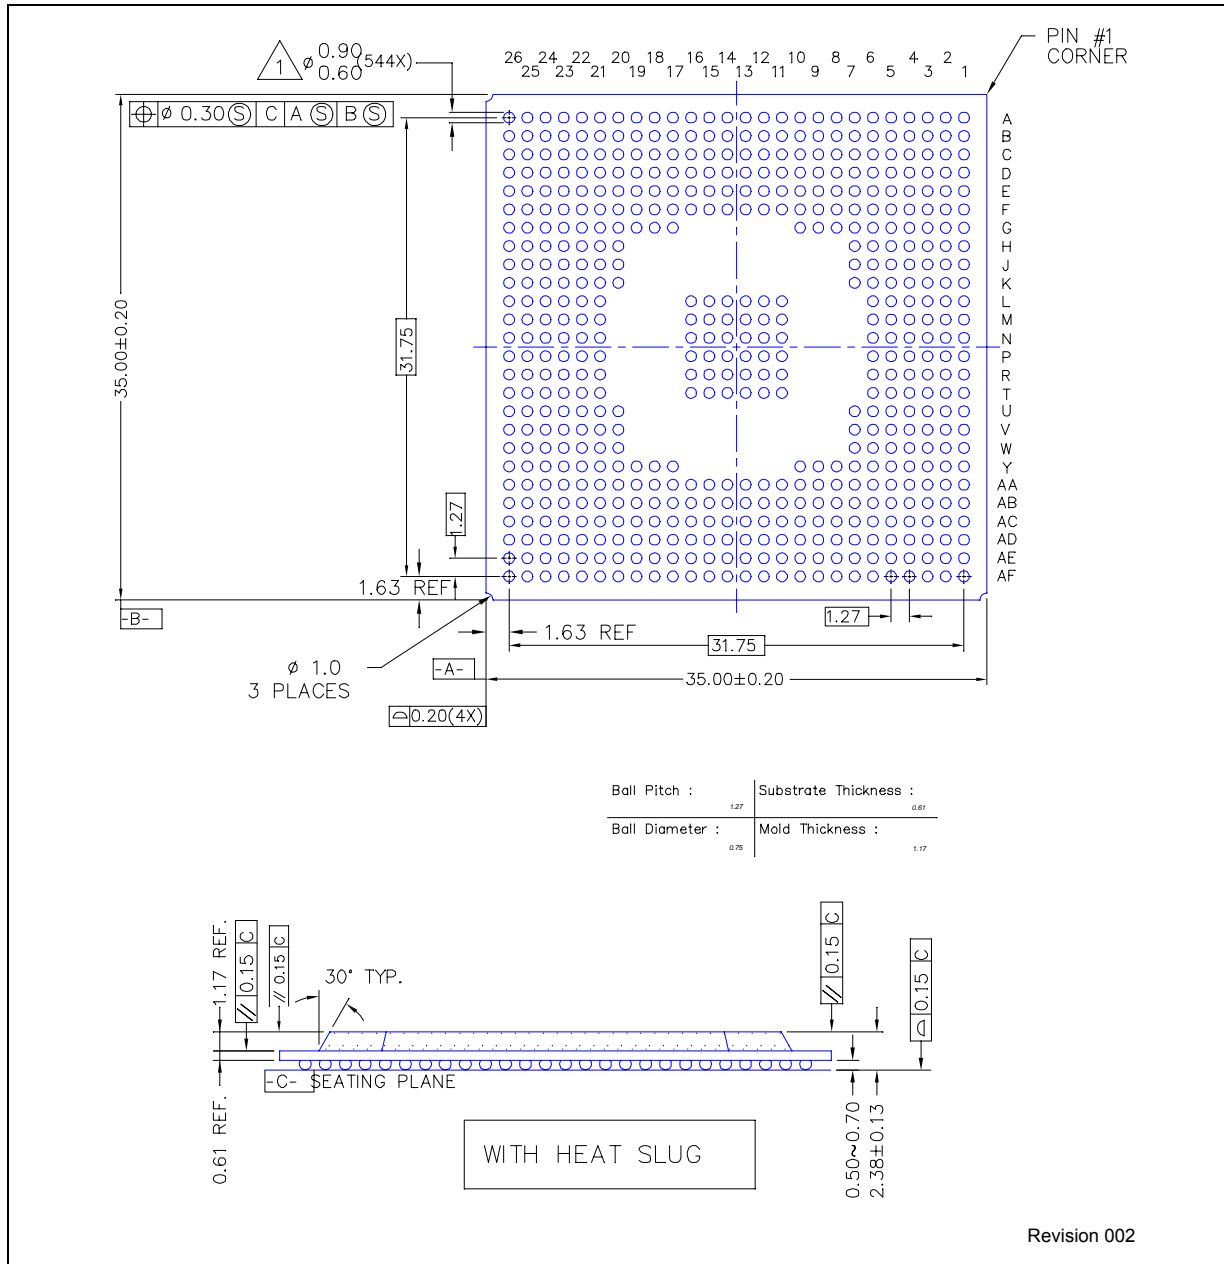 PIN #1
CORNER
1
ø 0.90
0.60
(544X)
26 24 22 20 18 16 14 12 10 8 6 4 2
25 23 21 19 17 15 13 11 9 7 5 3 1
⌖ ø 0.30 Ⓢ C A Ⓢ B Ⓢ
A
B
C
D
E
F
G
H
J
K
L
M
N
P
R
T
U
V
W
Y
AA
AB
AC
AD
AE
AF
35.00±0.20
31.75
1.27
1.63 REF
-B-
1.27
1.63 REF
31.75
ø 1.0
3 PLACES
-A-
35.00±0.20
⌓ 0.20(4X)
Ball Pitch : 1.27
Substrate Thickness : 0.61
Ball Diameter : 0.75
Mold Thickness : 1.17
1.17 REF.
// 0.15 C
// 0.15 C
30° TYP.
// 0.15 C
⌓ 0.15 C
-C- SEATING PLANE
0.61 REF.
0.50~0.70
2.38±0.13
WITH HEAT SLUG
Revision 002